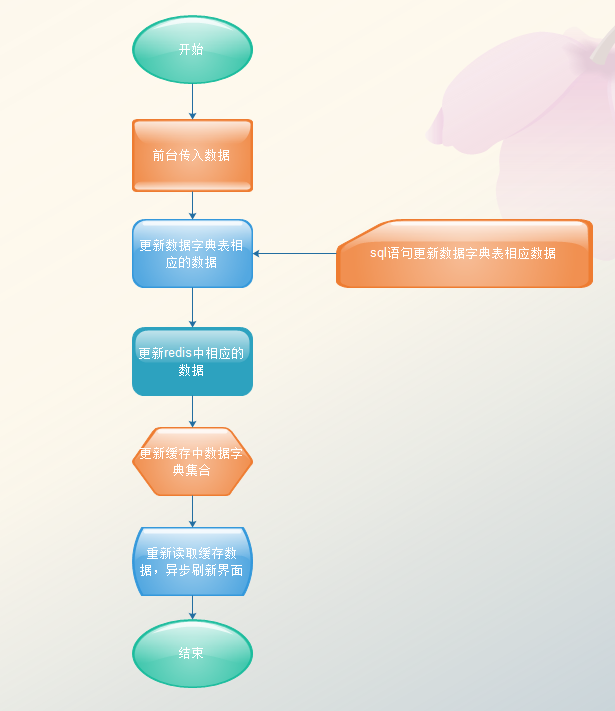 开始
前台传入数据
更新数据字典表相
应的数据
sql语句更新数据字典表相应数据
更新redis中相应的
数据
更新缓存中数据字
典集合
重新读取缓存数
据，异步刷新界面
结束